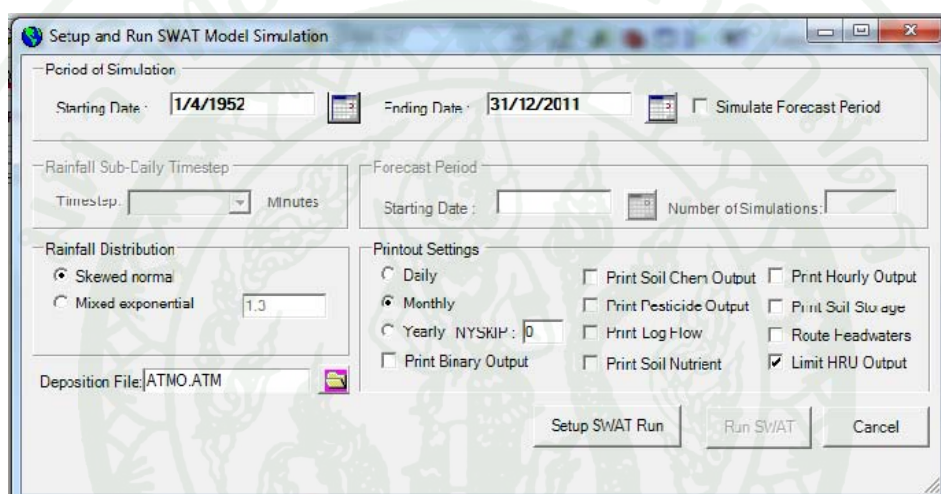 Setup and Run SWAT Model Simulation
Period of Simulation
Starting Date : 1/4/1952 Ending Date : 31/12/2011 Simulate Forecast Period
Rainfall Sub-Daily Timestep
Timestep: Minutes
Forecast Period
Starting Date : Number of Simulations:
Rainfall Distribution
Skewed normal
Mixed exponential 1.3
Printout Settings
Daily Print Soil Chem Output Print Hourly Output
Monthly Print Pesticide Output Print Soil Storage
Yearly NYSKIP : 0 Print Log Flow Route Headwaters
Print Binary Output Print Soil Nutrient Limit HRU Output
Deposition File: ATMO.ATM
Setup SWAT Run Run SWAT Cancel